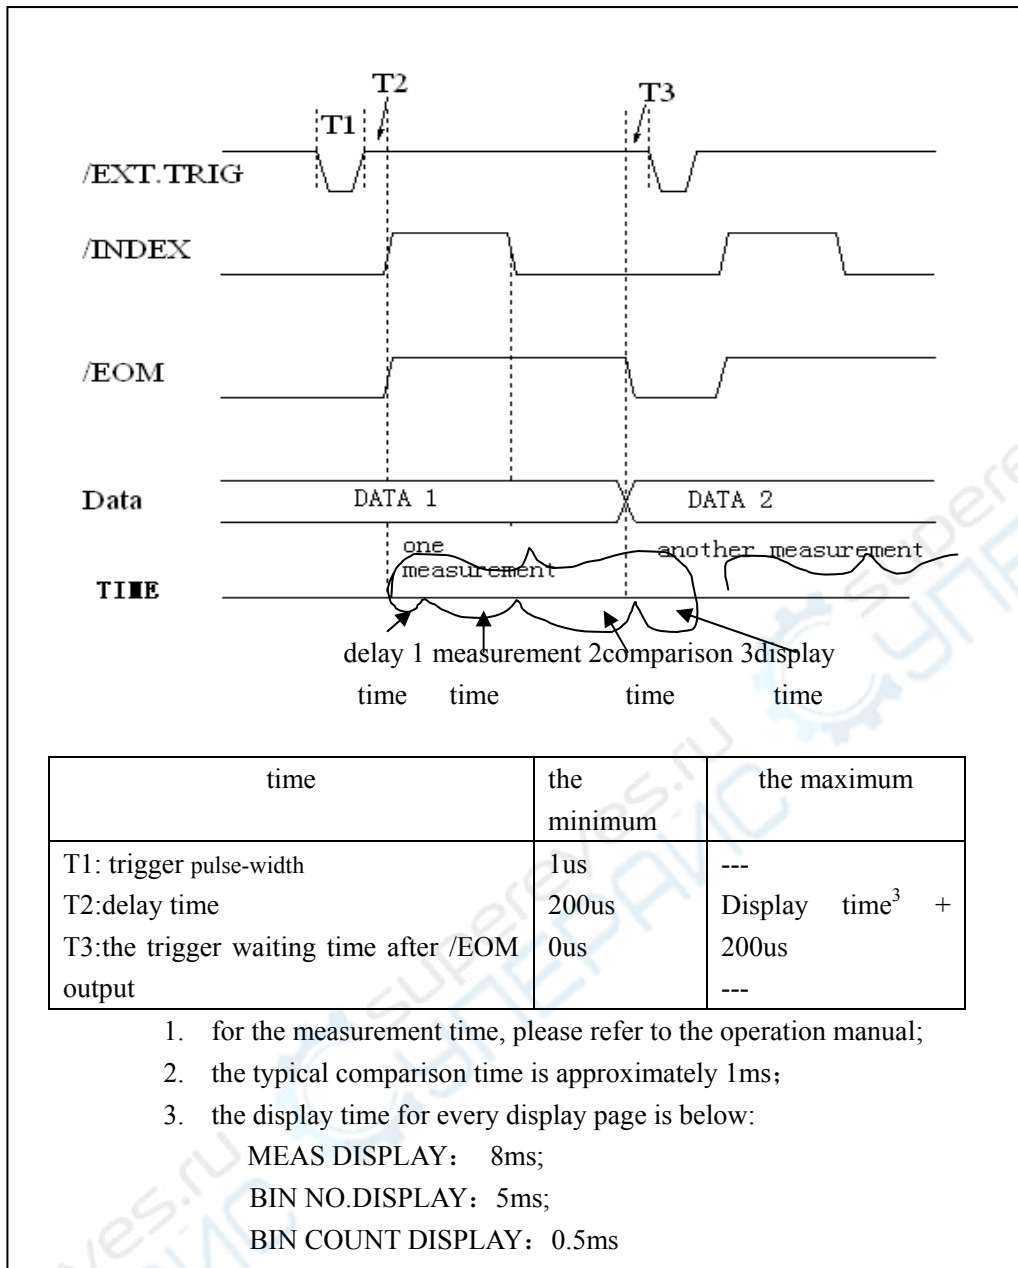 T2
T3
T1
/EXT.TRIG
/INDEX
/EOM
Data DATA 1 DATA 2
one another measurement
measurement
TIME
delay 1 measurement 2comparison 3display
time time time time
time the the maximum
minimum
T1: trigger pulse-width 1us ---
T2:delay time 200us Display time3 +
T3:the trigger waiting time after /EOM 0us 200us
output ---
1. for the measurement time, please refer to the operation manual;
2. the typical comparison time is approximately 1ms；
3. the display time for every display page is below:
MEAS DISPLAY： 8ms;
BIN NO.DISPLAY：5ms;
BIN COUNT DISPLAY：0.5ms
supereyes.ru
СУПЕРАЙС